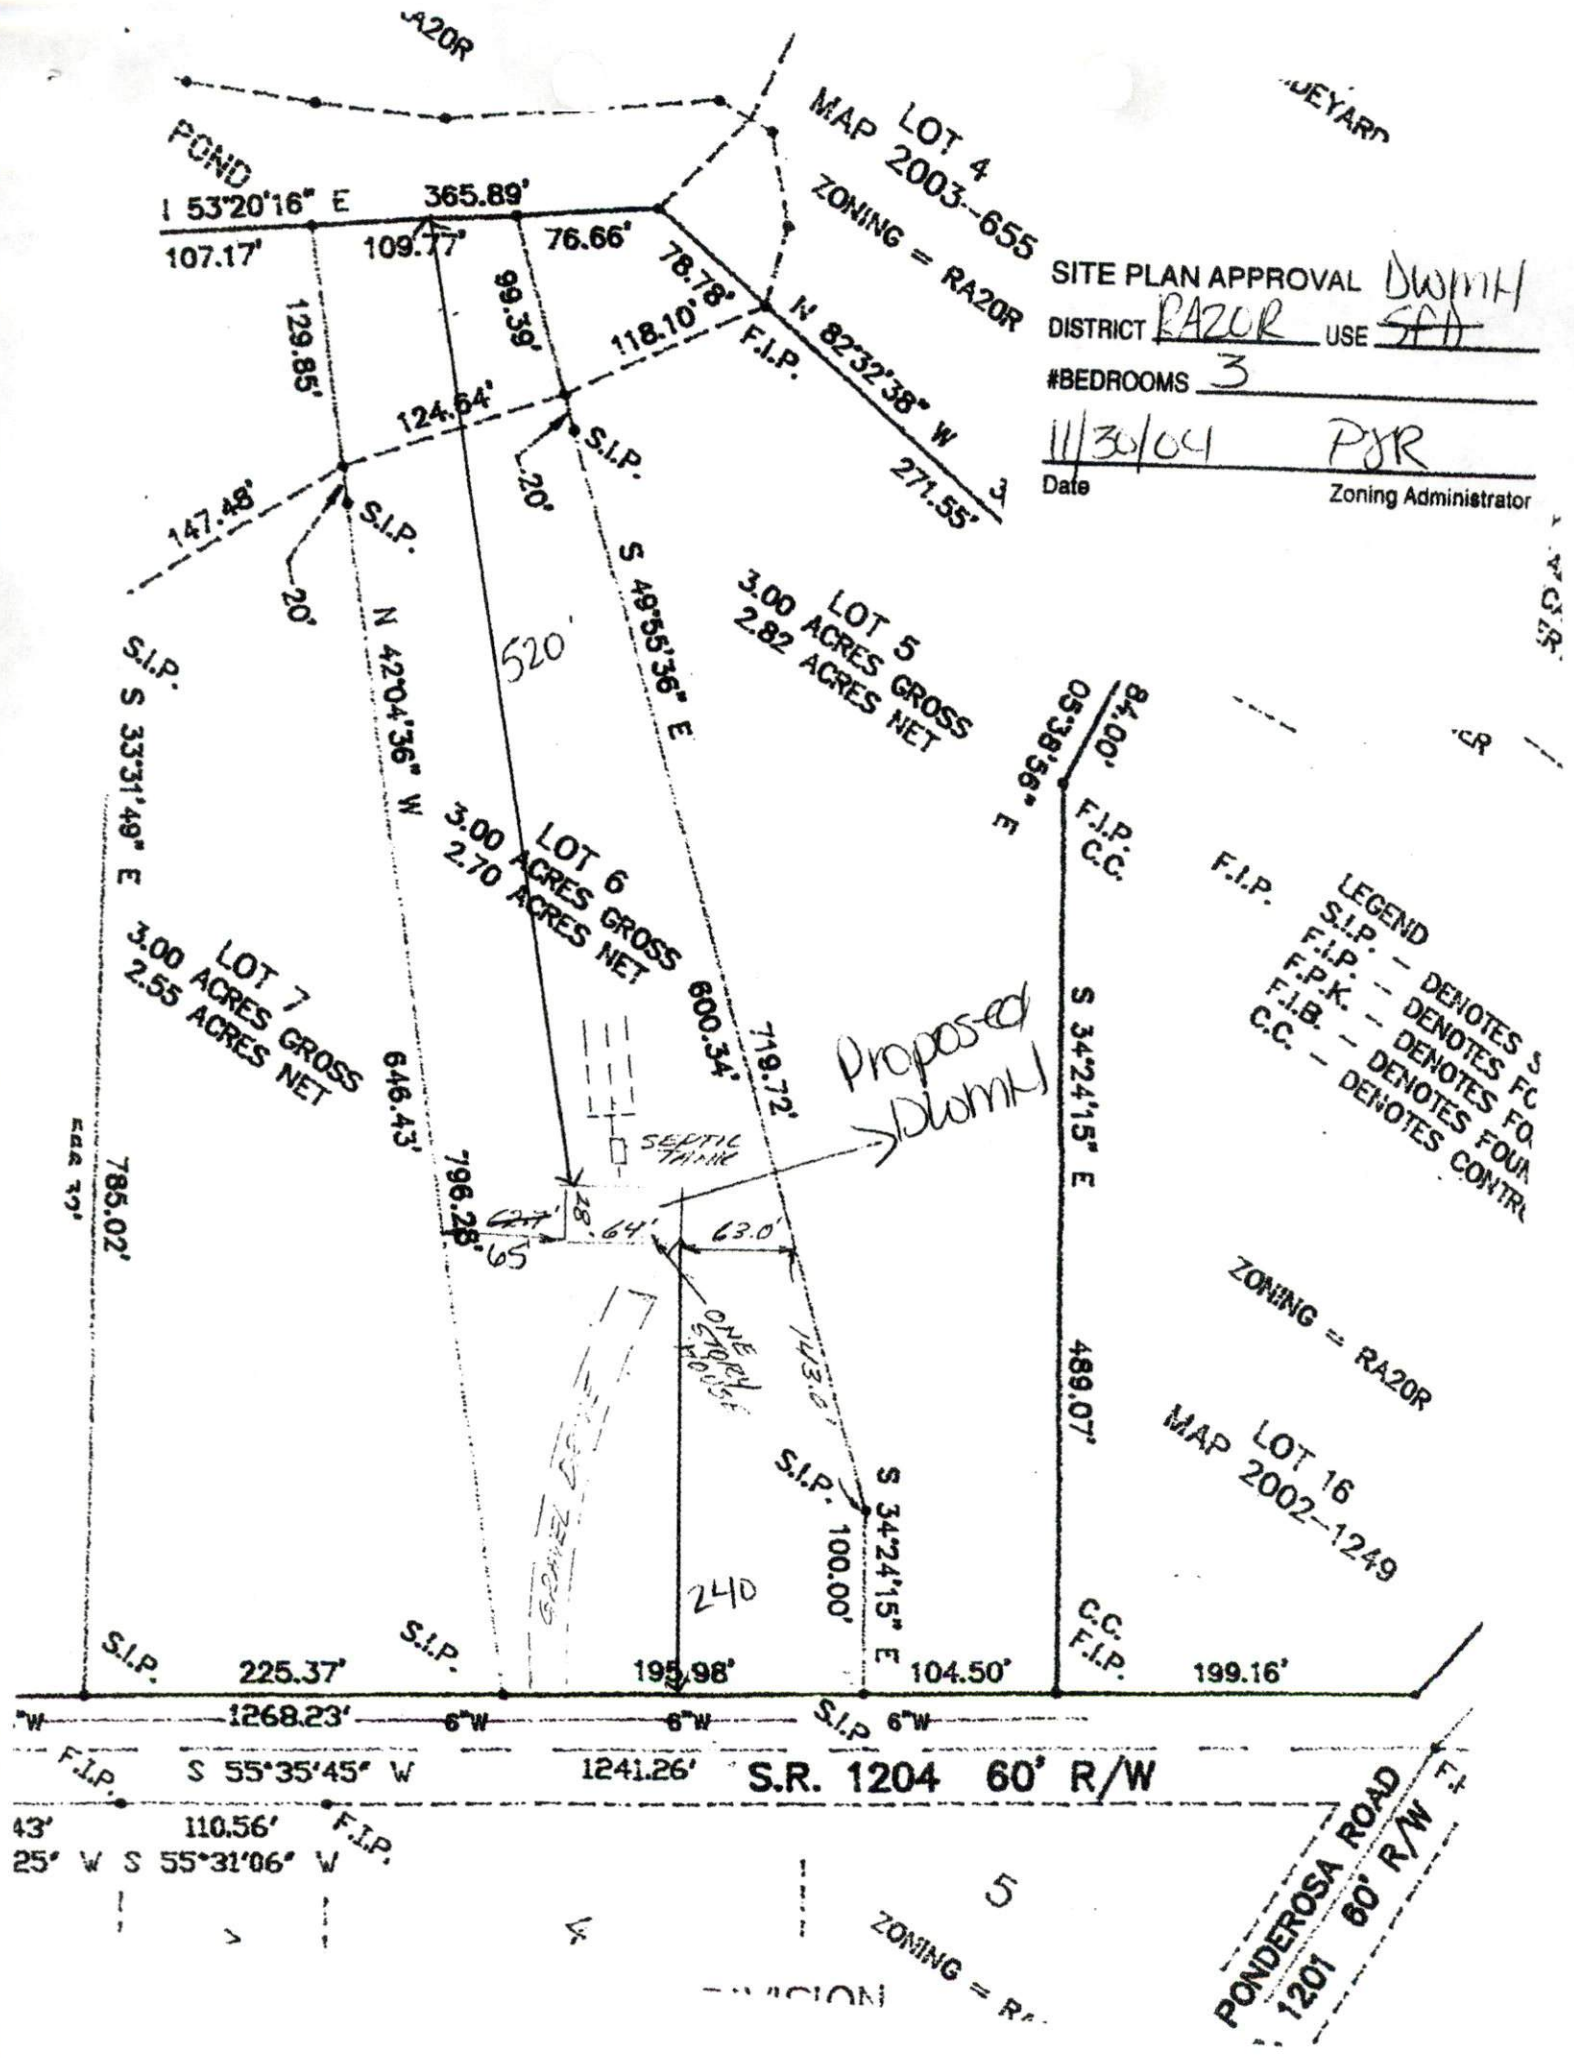 RA20R
POND
53°20'16" E
365.89'
107.17'
109.77'
76.66'
LOT 4
MAP 2003-655
ZONING = RA20R
DEYARD
SITE PLAN APPROVAL DWMH
DISTRICT RA20R USE SFD
#BEDROOMS 3
11/30/04 PJR
Date Zoning Administrator
129.85'
99.39'
78.78'
118.10'
F.I.P.
N 82°32'38" W
271.55'
124.64'
147.48'
S.I.P.
20'
S.I.P.
20'
S.I.P.
S 33°31'49" E
N 42°04'36" W
520'
S 49°55'36" E
LOT 5
3.00 ACRES GROSS
2.82 ACRES NET
84.00'
05°38'56" E
F.I.P.
C.C.
LOT 6
3.00 ACRES GROSS
2.70 ACRES NET
LOT 7
3.00 ACRES GROSS
2.55 ACRES NET
F.I.P.
LEGEND
S.I.P. - DENOTES
F.I.P. - DENOTES
F.P.K. - DENOTES
F.I.B. - DENOTES
C.C. - DENOTES
600.34'
719.72'
Proposed
DWMH
S 34°24'15" E
489.07'
646.43'
796.28'
785.02'
SEPTIC
TANK
62.7'
65
28'
64'
63.0'
ONE
STORY
HOUSE
143.0'
GRAVEL DRIVE
240
S.I.P.
S 34°24'15" E
100.00'
ZONING = RA20R
LOT 16
MAP 2002-1249
C.C.
F.I.P.
S.I.P.
S.I.P.
225.37'
195.98'
104.50'
199.16'
"W
1268.23'
6"W
6"W
S.I.P.
6"W
F.I.P.
S 55°35'45" W
1241.26'
S.R. 1204 60' R/W
43'
110.56'
F.I.P.
25" W
S 55°31'06" W
4
5
ZONING = RA
PONDEROSA ROAD
1201 60' R/W